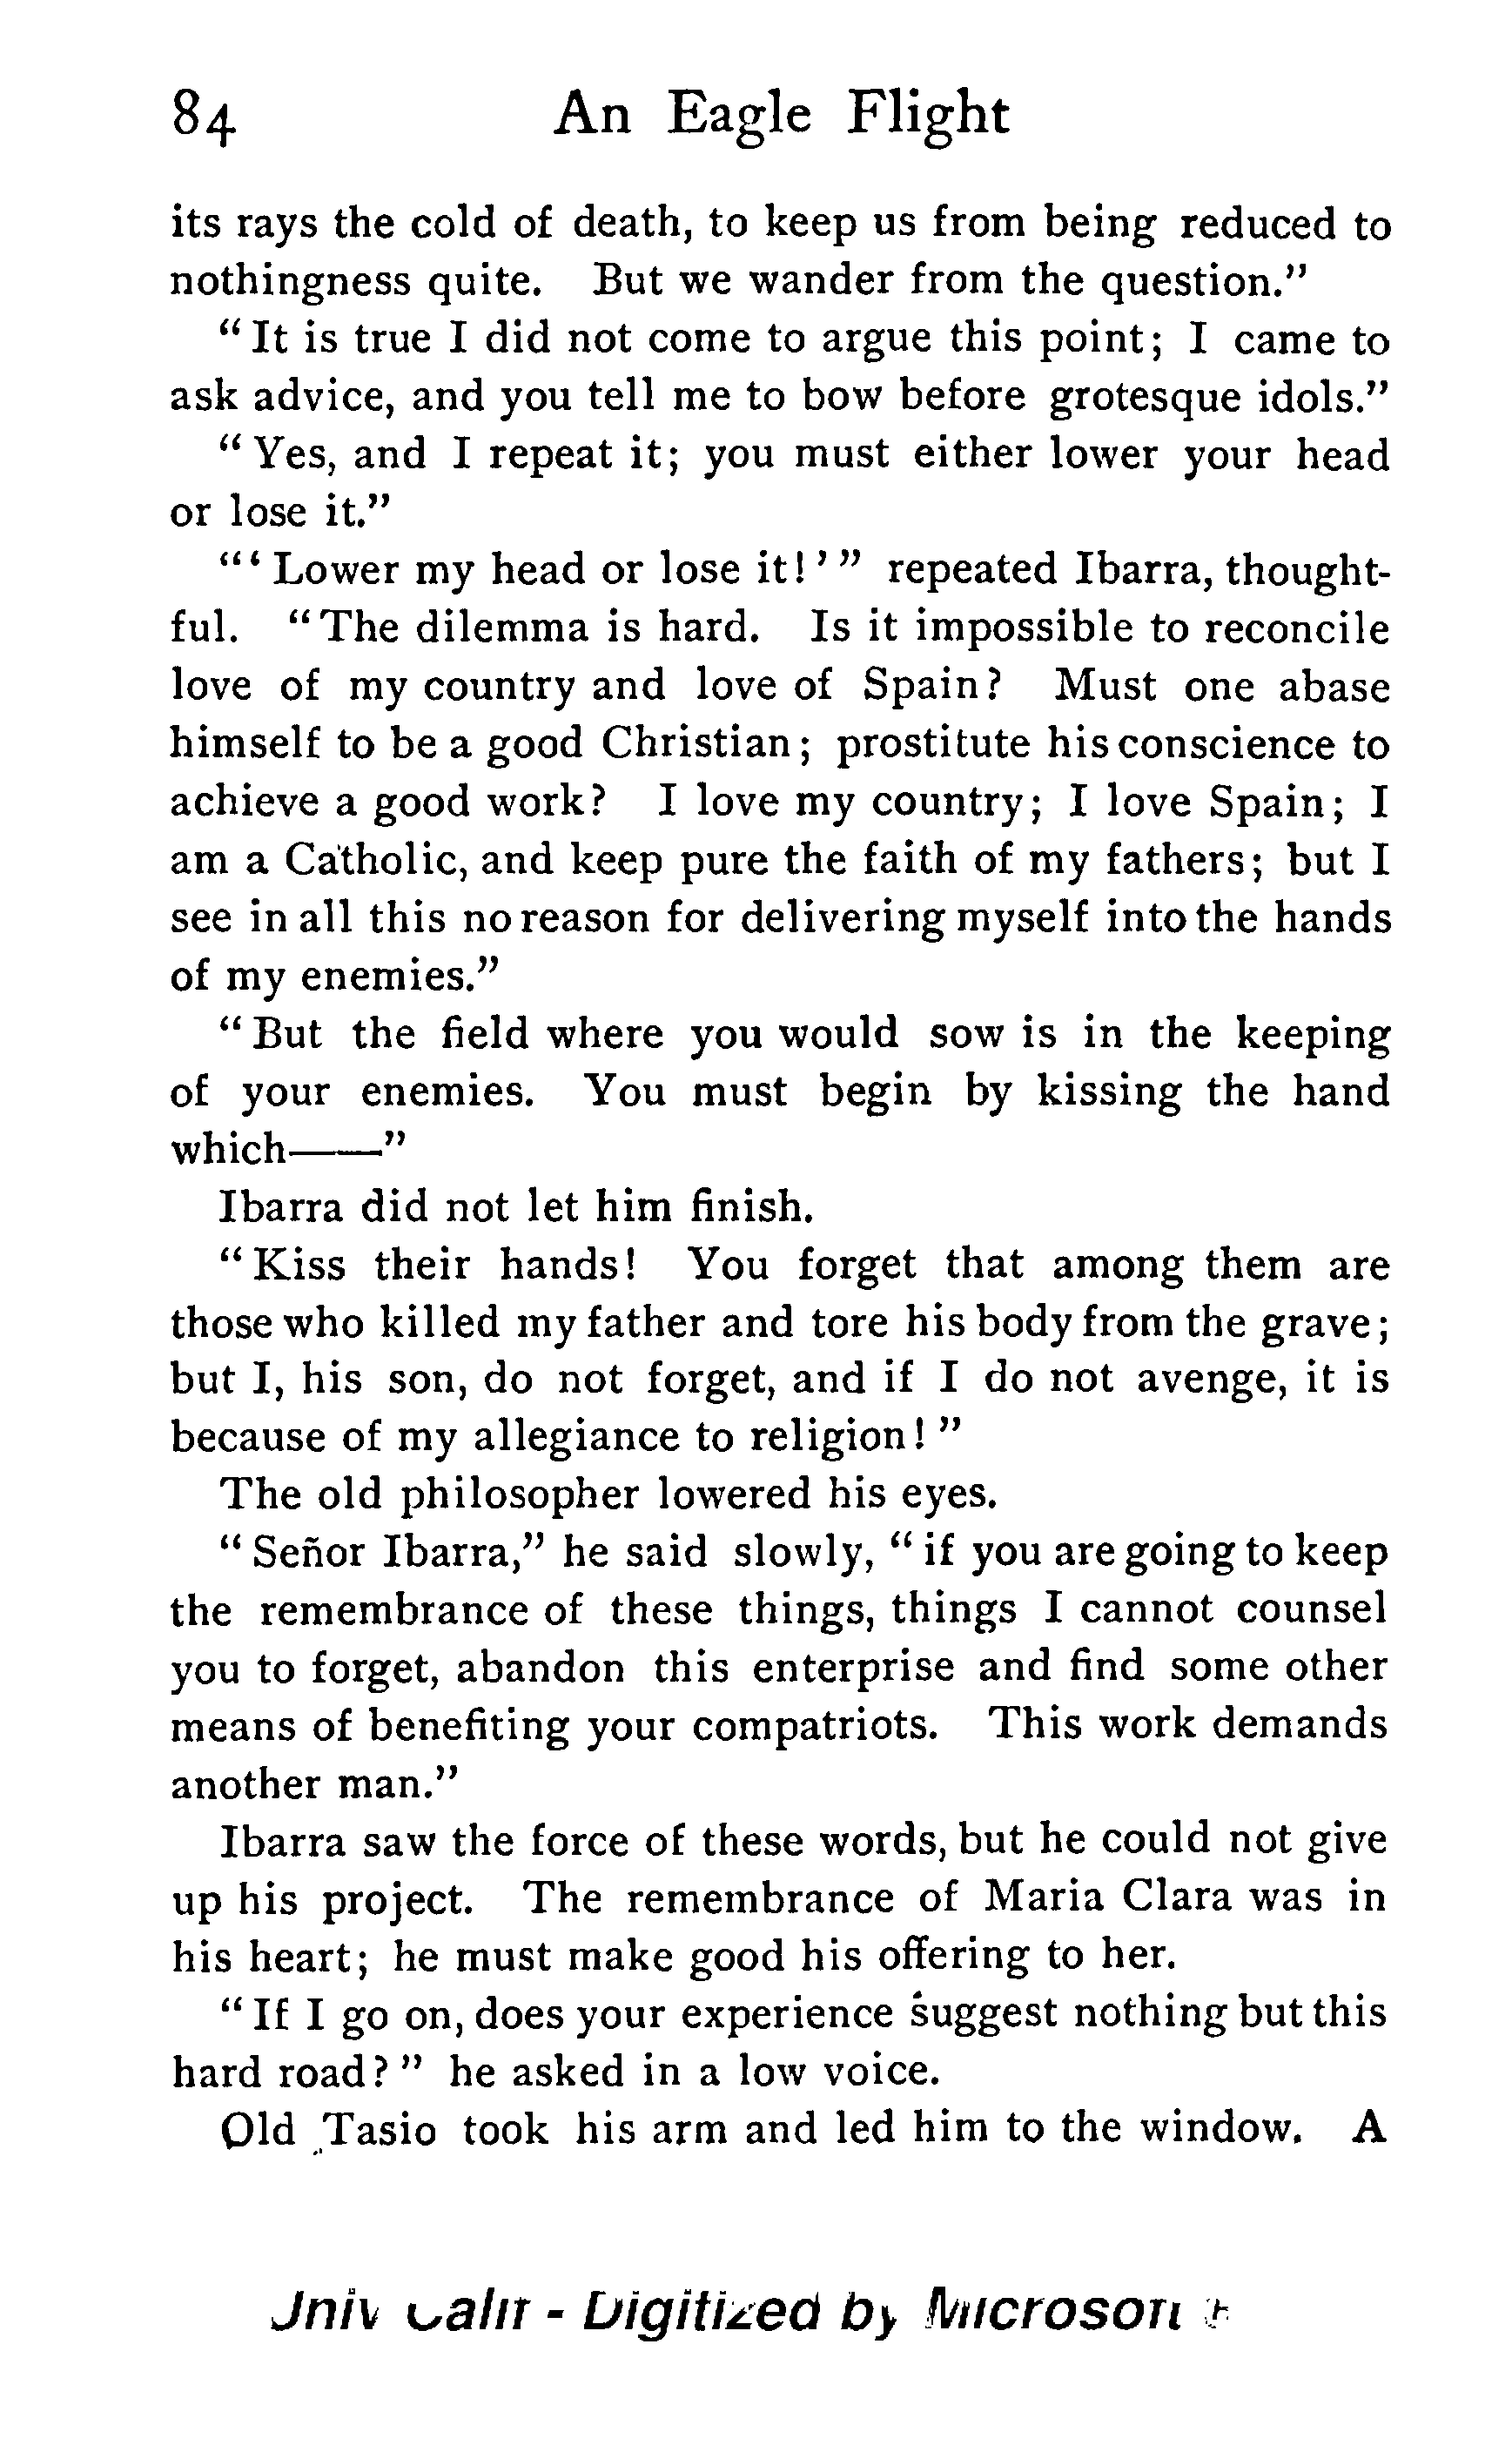 84 An Eagle Flight
its rays the cold of death, to keep us from being reduced to
nothingness quite. But we wander from the question."
"It is true I did not come to argue this point; I came to
ask advice, and you tell me to bow before grotesque idols."
"Yes, and I repeat it; you must either lower your head
or lose it."
"'Lower my head or lose it!'" repeated Ibarra, thought-
ful. "The dilemma is hard. Is it impossible to reconcile
love of my country and love of Spain? Must one abase
himself to be a good Christian; prostitute his conscience to
achieve a good work? I love my country; I love Spain; I
am a Catholic, and keep pure the faith of my fathers; but I
see in all this no reason for delivering myself into the hands
of my enemies."
"But the field where you would sow is in the keeping
of your enemies. You must begin by kissing the hand
which——"
Ibarra did not let him finish.
"Kiss their hands! You forget that among them are
those who killed my father and tore his body from the grave;
but I, his son, do not forget, and if I do not avenge, it is
because of my allegiance to religion!"
The old philosopher lowered his eyes.
"Señor Ibarra," he said slowly, "if you are going to keep
the remembrance of these things, things I cannot counsel
you to forget, abandon this enterprise and find some other
means of benefiting your compatriots. This work demands
another man."
Ibarra saw the force of these words, but he could not give
up his project. The remembrance of Maria Clara was in
his heart; he must make good his offering to her.
"If I go on, does your experience suggest nothing but this
hard road?" he asked in a low voice.
Old Tasio took his arm and led him to the window. A
Univ Calif - Digitized by Microsoft